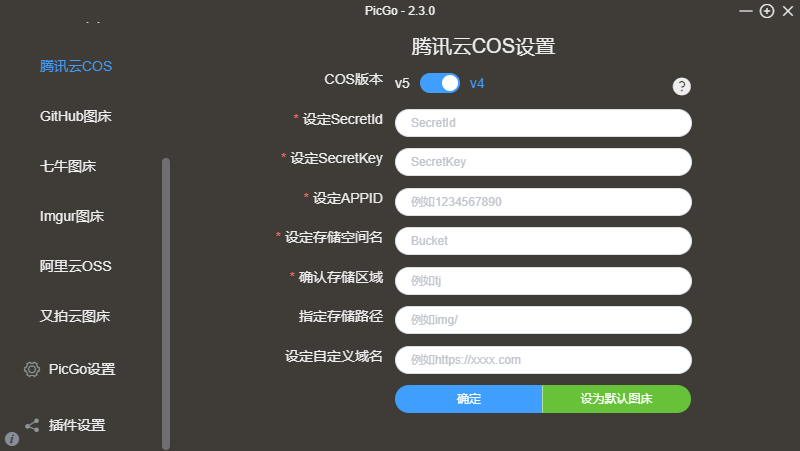 PicGo - 2.3.0
腾讯云COS
GitHub图床
七牛图床
Imgur图床
阿里云OSS
又拍云图床
PicGo设置
插件设置
腾讯云COS设置
COS版本 v5 v4 ?
* 设定SecretId SecretId
* 设定SecretKey SecretKey
* 设定APPID 例如1234567890
* 设定存储空间名 Bucket
* 确认存储区域 例如tj
指定存储路径 例如img/
设定自定义域名 例如https://xxxx.com
确定 设为默认图床